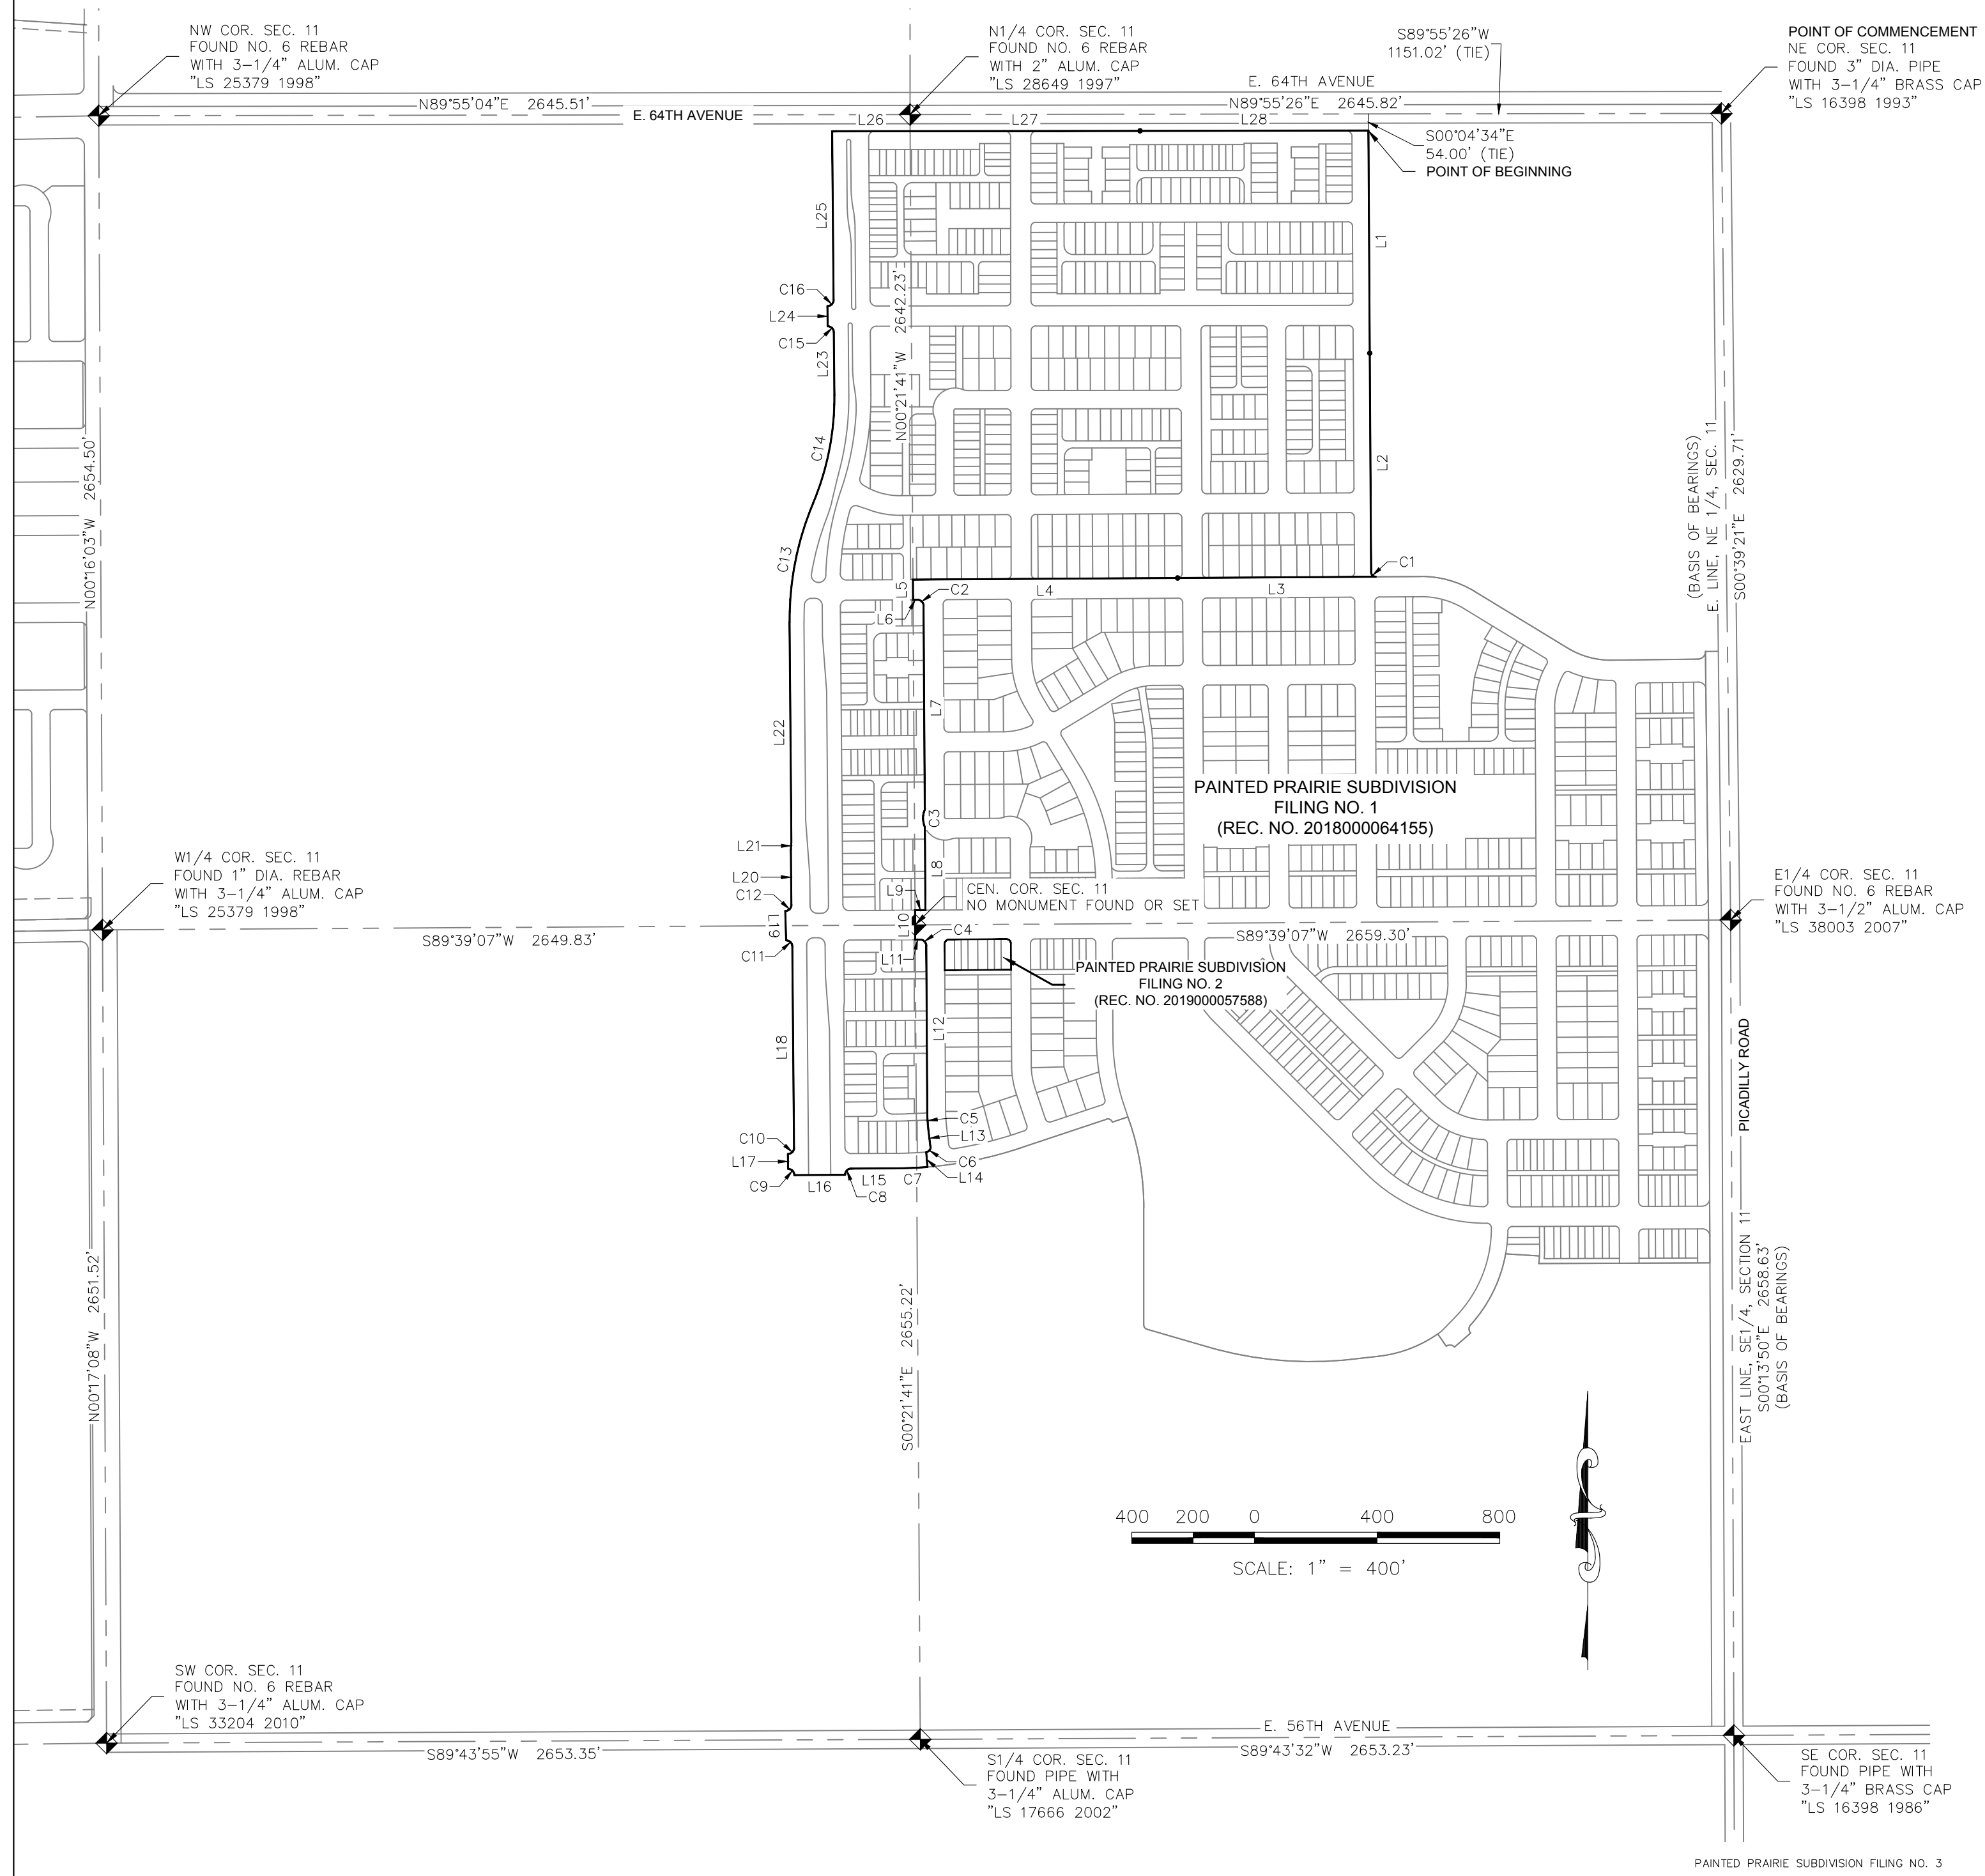 NW COR. SEC. 11
FOUND NO. 6 REBAR
WITH 3-1/4" ALUM. CAP
"LS 25379 1998"
N1/4 COR. SEC. 11
FOUND NO. 6 REBAR
WITH 2" ALUM. CAP
"LS 28649 1997"
S89°55'26"W
1151.02' (TIE)
POINT OF COMMENCEMENT
NE COR. SEC. 11
FOUND 3" DIA. PIPE
WITH 3-1/4" BRASS CAP
"LS 16398 1993"
E. 64TH AVENUE
N89°55'04"E 2645.51'
E. 64TH AVENUE
N89°55'26"E 2645.82'
L26
L27
L28
S00°04'34"E
54.00' (TIE)
POINT OF BEGINNING
L25
L1
C16
L24
C15
L23
N00°21'41"W 2642.23'
C14
L2
N00°16'03"W 2654.50'
(BASIS OF BEARINGS)
E. LINE, NE 1/4, SEC. 11
S00°39'21"E 2629.71'
C13
C1
L5
C2
L4
L3
L6
L7
L22
PAINTED PRAIRIE SUBDIVISION
FILING NO. 1
(REC. NO. 2018000064155)
C3
L21
L8
L20
W1/4 COR. SEC. 11
FOUND 1" DIA. REBAR
WITH 3-1/4" ALUM. CAP
"LS 25379 1998"
C12
L9
CEN. COR. SEC. 11
NO MONUMENT FOUND OR SET
E1/4 COR. SEC. 11
FOUND NO. 6 REBAR
WITH 3-1/2" ALUM. CAP
"LS 38003 2007"
L19
L10
C4
S89°39'07"W 2649.83'
S89°39'07"W 2659.30'
C11
L11
PAINTED PRAIRIE SUBDIVISION
FILING NO. 2
(REC. NO. 2019000057588)
L18
L12
PICADILLY ROAD
C5
C10
L13
L17
C6
C9
L16
L15
C7
L14
C8
N00°17'08"W 2651.52'
S00°21'41"E 2655.22'
EAST LINE, SE1/4, SECTION 11
S00°13'50"E 2658.63'
(BASIS OF BEARINGS)
400 200 0 400 800
SCALE: 1" = 400'
SW COR. SEC. 11
FOUND NO. 6 REBAR
WITH 3-1/4" ALUM. CAP
"LS 33204 2010"
E. 56TH AVENUE
S89°43'55"W 2653.35'
S89°43'32"W 2653.23'
S1/4 COR. SEC. 11
FOUND PIPE WITH
3-1/4" ALUM. CAP
"LS 17666 2002"
SE COR. SEC. 11
FOUND PIPE WITH
3-1/4" BRASS CAP
"LS 16398 1986"
PAINTED PRAIRIE SUBDIVISION FILING NO. 3